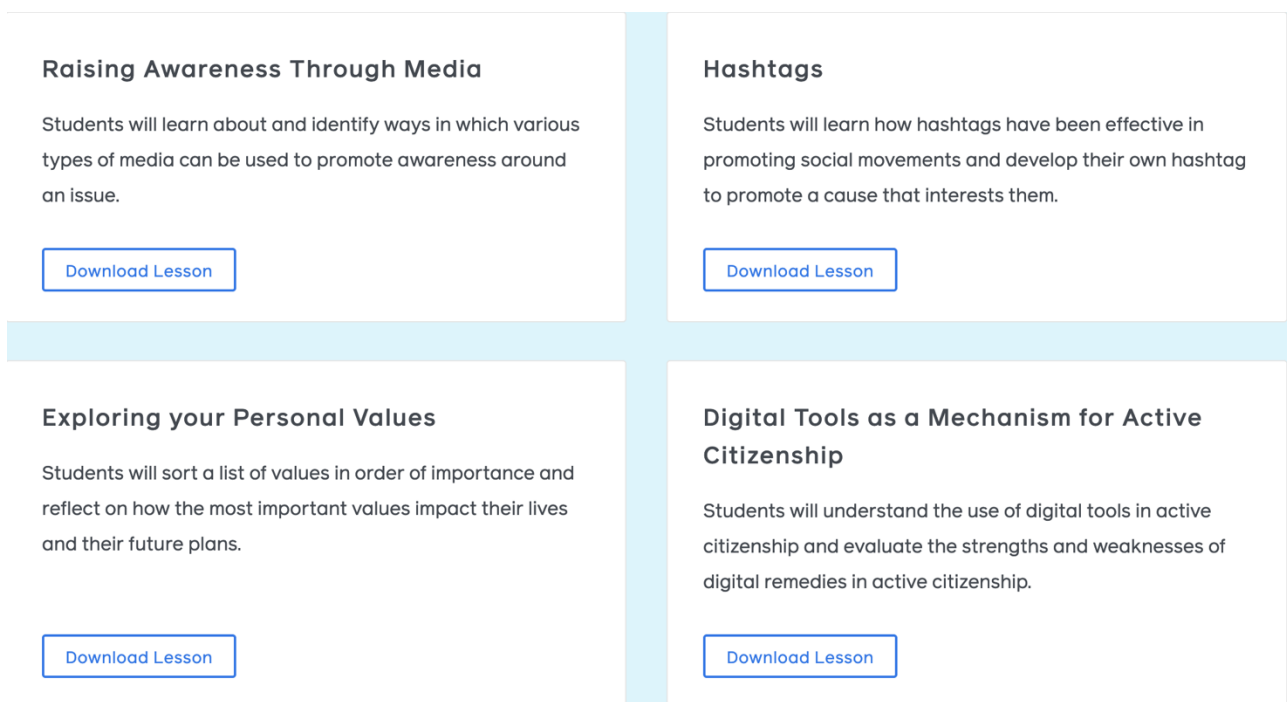 Raising Awareness Through Media
Students will learn about and identify ways in which various
types of media can be used to promote awareness around
an issue.
Download Lesson
Hashtags
Students will learn how hashtags have been effective in
promoting social movements and develop their own hashtag
to promote a cause that interests them.
Download Lesson
Exploring your Personal Values
Students will sort a list of values in order of importance and
reflect on how the most important values impact their lives
and their future plans.
Download Lesson
Digital Tools as a Mechanism for Active
Citizenship
Students will understand the use of digital tools in active
citizenship and evaluate the strengths and weaknesses of
digital remedies in active citizenship.
Download Lesson